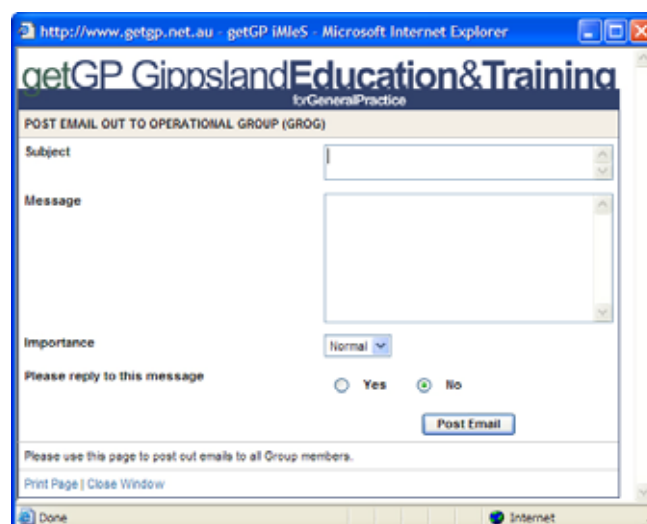 http://www.getgp.net.au - getGP iMIeS - Microsoft Internet Explorer
getGP GippslandEducation&Training
forGeneralPractice
POST EMAIL OUT TO OPERATIONAL GROUP (GROG)
Subject
Message
Importance Normal
Please reply to this message Yes No
Post Email
Please use this page to post out emails to all Group members.
Print Page | Close Window
Done Internet